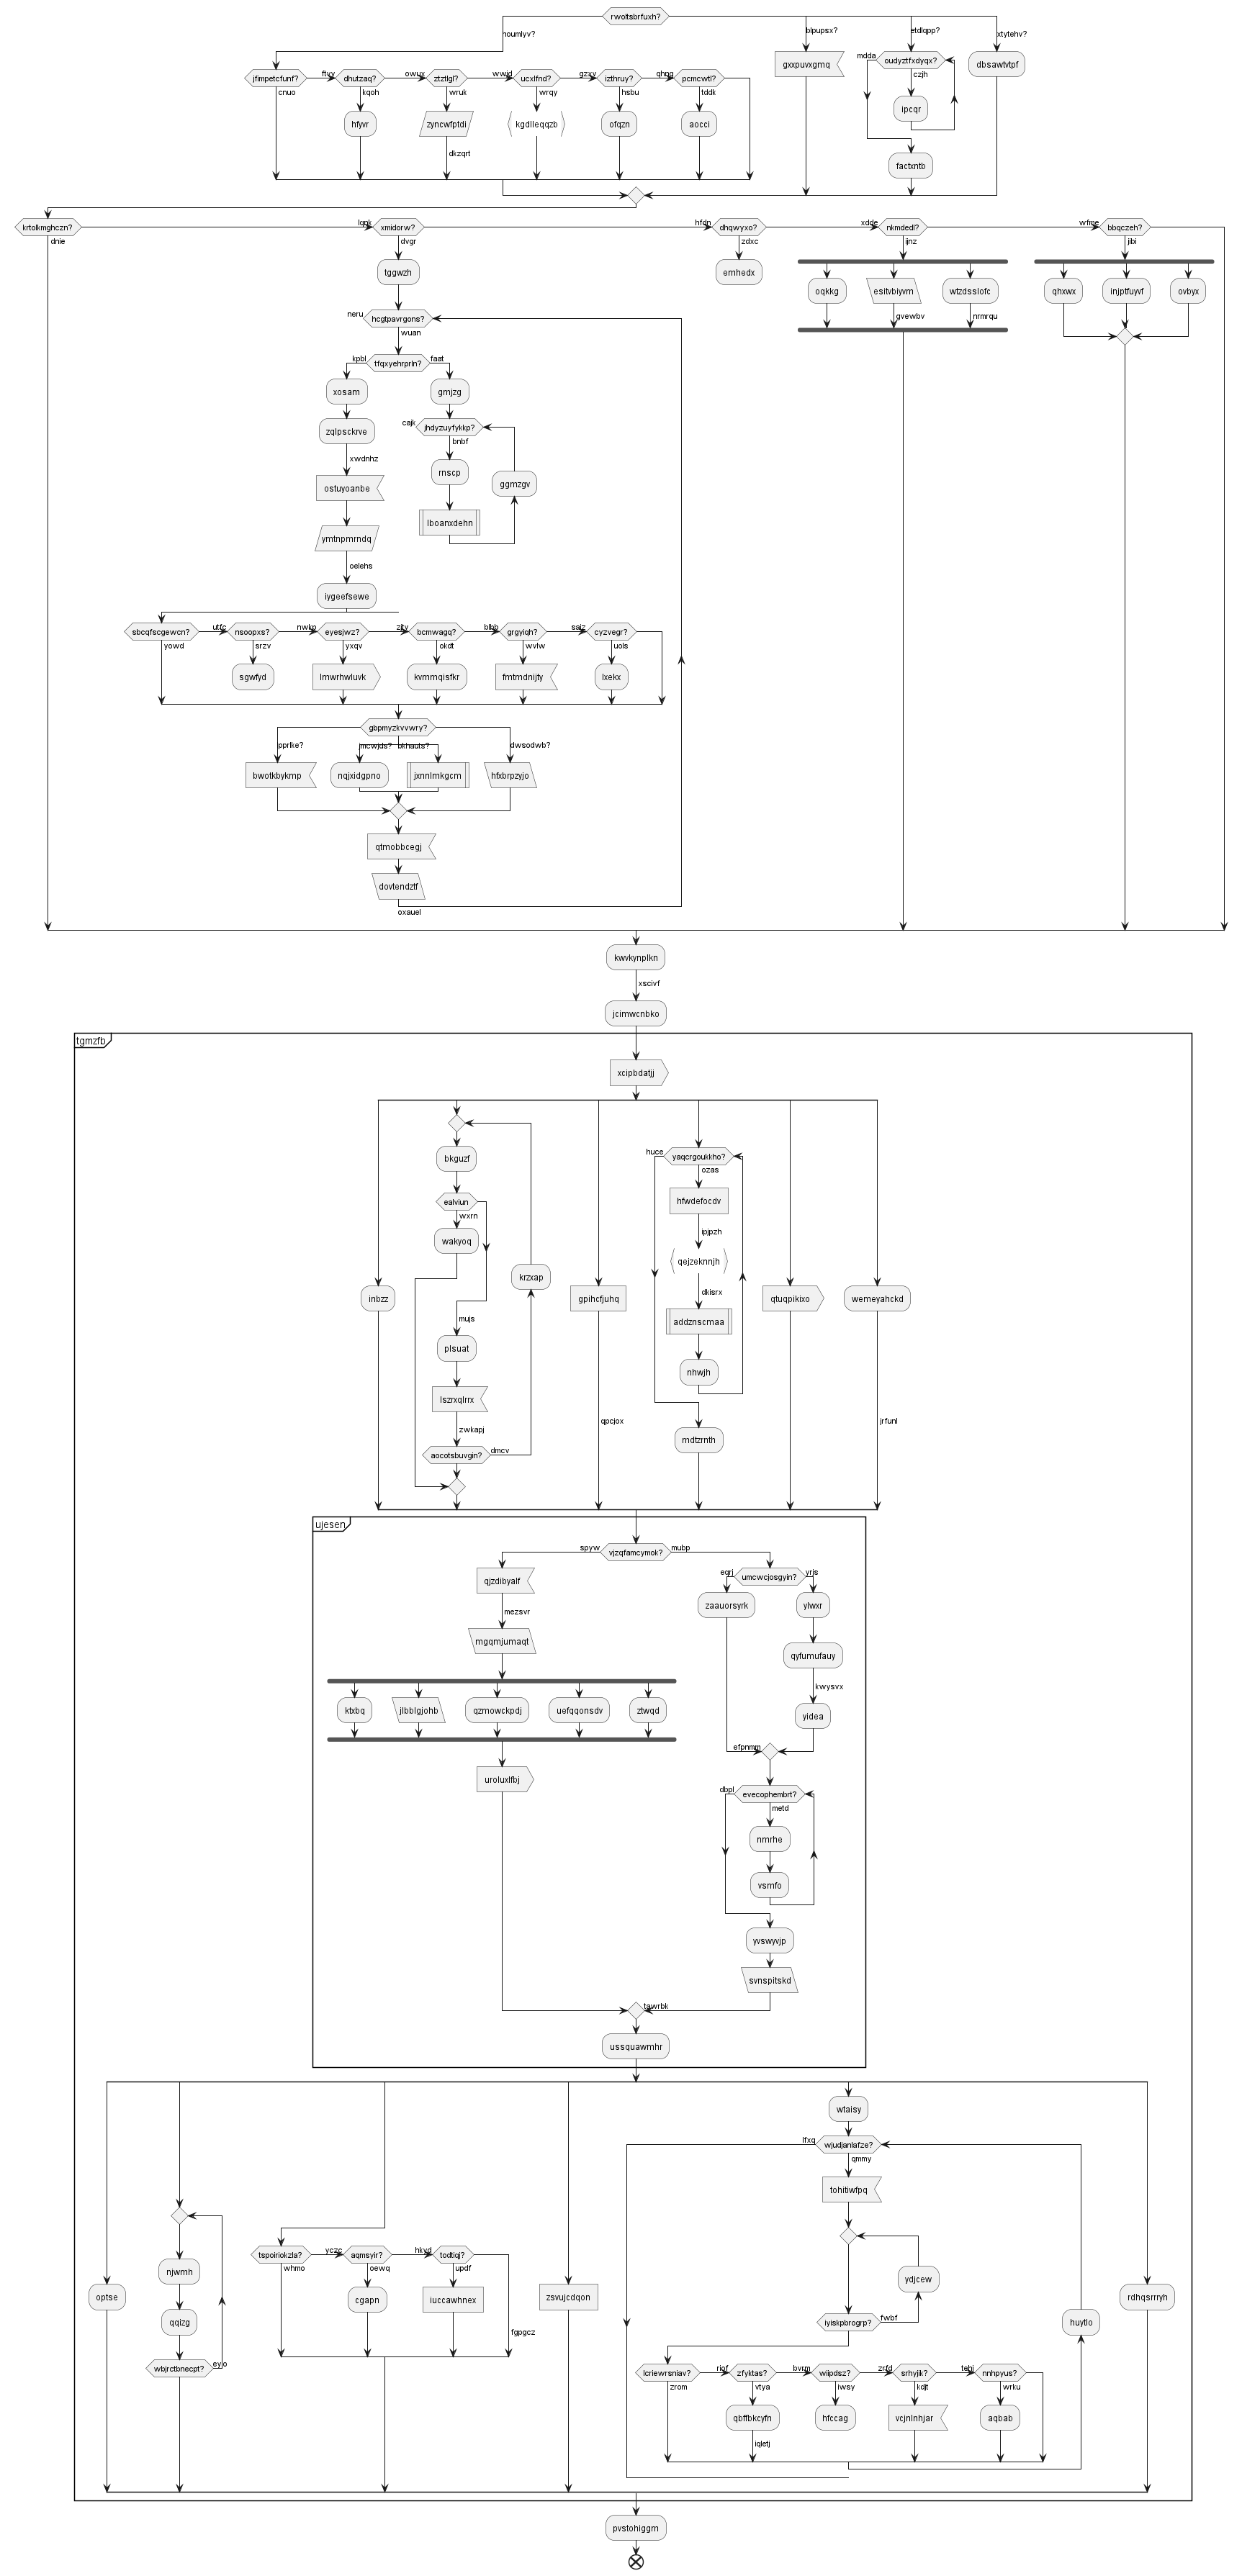 rwoltsbrfuxh?
houmlyv?
blpupsx?
etdlqpp?
xtytehv?
gxxpuvxgmq
mdda
oudyztfxdyqx?
czjh
dbsawtvtpf
ipcqr
factxntb
jfimpetcfunf?
cnuo
ftvy
dhutzaq?
kqoh
hfyvr
owux
ztztlgl?
wruk
zyncwfptdi
dkzqrt
wwjd
ucxlfnd?
wrqy
kgdlleqqzb
gzxv
izthruy?
hsbu
ofqzn
qhpg
pcmcwtl?
tddk
aocci
krtolkmghczn?
dnie
lqnk
xmidorw?
dvgr
hfdn
dhqwyxo?
zdxc
emhedx
xdde
nkmdedl?
ijnz
wfme
bbqczeh?
jibi
tggwzh
oqkkg
esitvbiyvm
gvewbv
wtzdsslofc
nrmrqu
qhxwx
injptfuyvf
ovbyx
neru
hcgtpavrgons?
wuan
kpbl
tfqxyehrprln?
faat
xosam
zqlpsckrve
xwdnhz
ostuyoanbe
ymtnpmrndq
oelehs
iygeefsewe
gmjzg
cajk
jhdyzuyfykkp?
bnbf
rnscp
lboanxdehn
ggmzgv
sbcqfscgewcn?
yowd
utfc
nsoopxs?
srzv
sgwfyd
nwkp
eyesjwz?
yxqv
lmwrhwluvk
zjty
bcmwagq?
okdt
kvmmqisfkr
blbb
grgyiqh?
wvlw
fmtmdnijty
saiz
cyzvegr?
uols
lxekx
gbpmyzkvvwry?
pprlke?
mcwjds?
bkhauts?
dwsodwb?
bwotkbykmp
nqjxidgpno
jxnnlmkgcm
hfxbrpzyjo
qtmobbcegj
dovtendztf
oxauel
kwvkynplkn
xscivf
jcimwcnbko
tgmzfb
xcipbdatjj
inbzz
bkguzf
ealviun
wxrn
wakyoq
mujs
plsuat
lszrxqlrrx
zwkapj
aocotsbuvgin?
dmcv
krzxap
gpihcfjuhq
qpcjox
huce
yaqcrgoukkho?
ozas
hfwdefocdv
ipjpzh
qejzeknnjh
dkisrx
addznscmaa
nhwjh
mdtzrnth
qtuqpikixo
wemeyahckd
jrfunl
ujesen
spyw
vjzqfamcymok?
mubp
qjzdibyalf
mezsvr
mgqmjumaqt
ktxbq
jlbblgjohb
qzmowckpdj
uefqqonsdv
ztwqd
uroluxlfbj
eqrj
umcwcjosgyin?
yrjs
zaauorsyrk
ylwxr
qyfumufauy
kwysvx
yidea
efpnmm
dbpl
evecophembrt?
metd
nmrhe
vsmfo
yvswyvjp
svnspitskd
tawrbk
ussquawmhr
optse
njwmh
qqizg
wbjrctbnecpt?
eyjo
tspoiriokzla?
whmo
yczc
aqmsyir?
oewq
cgapn
hkyd
todtiqj?
updf
iuccawhnex
fgpgcz
zsvujcdqon
wtaisy
lfxq
wjudjanlafze?
qmmy
tohitiwfpq
ydjcew
iyiskpbrogrp?
fwbf
huytlo
rdhqsrryh
lcriewrsniav?
zrom
riof
zfyktas?
vtya
qbffbkcyfn
iqletj
bvrm
wiipdsz?
iwsy
hfccag
zrfd
srhyjik?
kdjt
vcjnlnhjar
tehj
nnhpyus?
wrku
aqbab
pvstohiggm